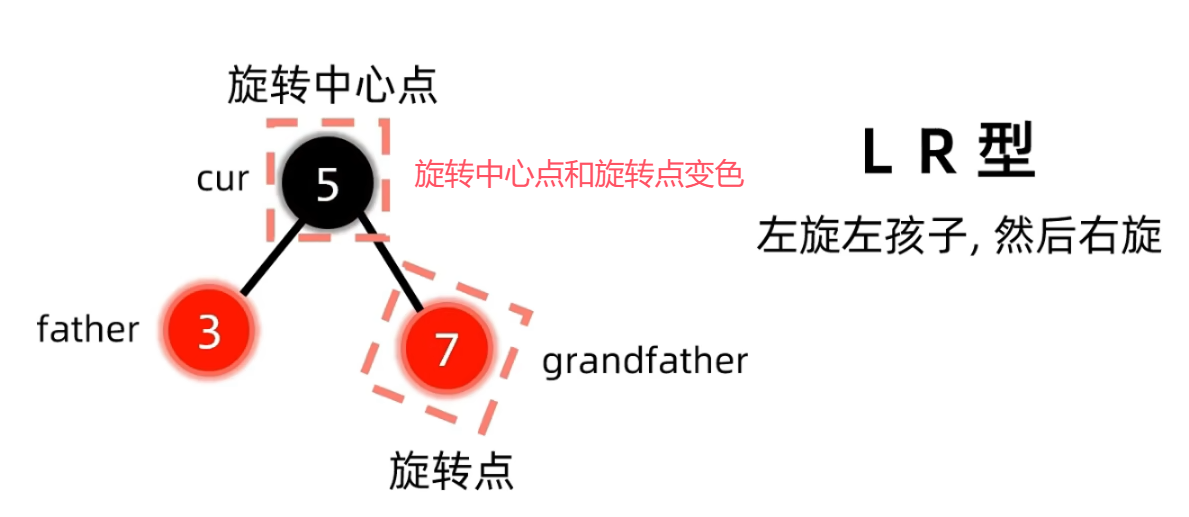 旋转中心点
cur
5
旋转中心点和旋转点变色
L R 型
左旋左孩子, 然后右旋
father
3
7
grandfather
旋转点